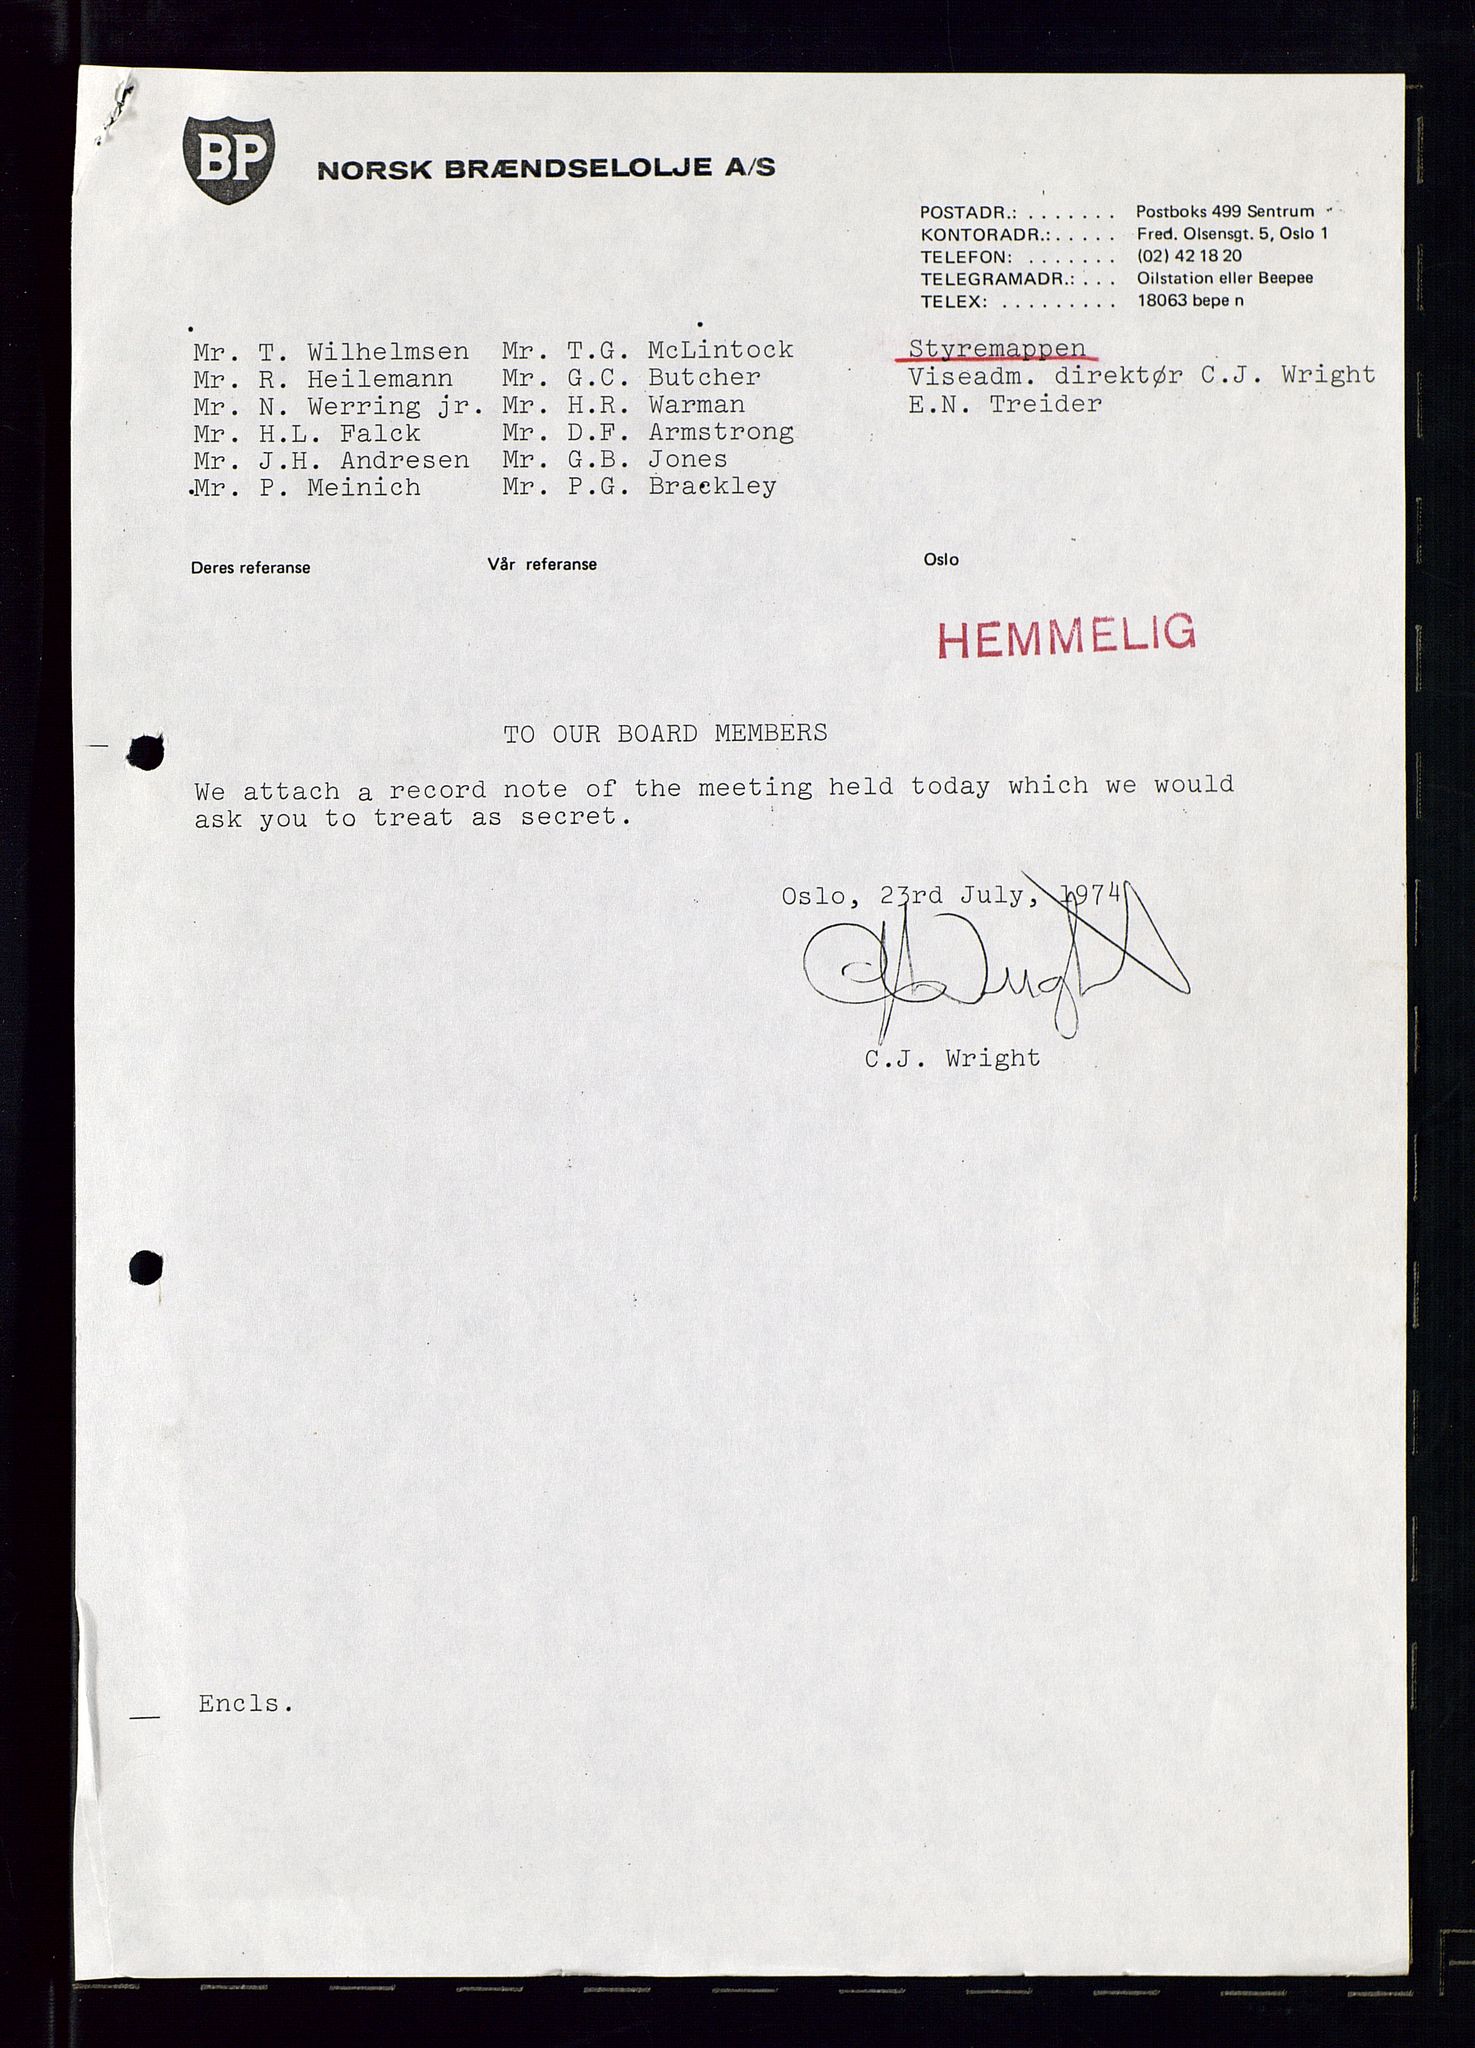 BP
NORSK BRÆNDSELOLJE A/S
POSTADR.: . . . . . . . Postboks 499 Sentrum
KONTORADR.: . . . . . Fred. Olsensgt. 5, Oslo 1
TELEFON: . . . . . . . (02) 42 18 20
TELEGRAMADR.: . . . Oilstation eller Beepee
TELEX: . . . . . . . . . 18063 bepe n
Mr. T. Wilhelmsen Mr. T.G. McLintock Styremappen
Mr. R. Heilemann Mr. G.C. Butcher Viseadm. direktør C.J. Wright
Mr. N. Werring jr. Mr. H.R. Warman E.N. Treider
Mr. H.L. Falck Mr. D.F. Armstrong
Mr. J.H. Andresen Mr. G.B. Jones
Mr. P. Meinich Mr. P.G. Brackley
Deres referanse Vår referanse Oslo
HEMMELIG
TO OUR BOARD MEMBERS
We attach a record note of the meeting held today which we would
ask you to treat as secret.
Oslo, 23rd July, 1974
CJWright
C.J. Wright
Encls.